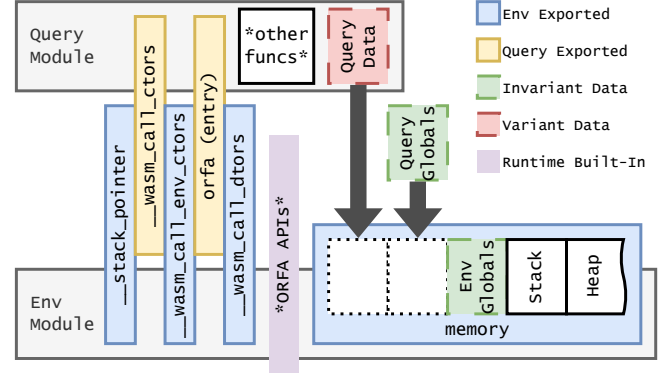 Query
Module
*other
funcs*
Query
Data
Env Exported
Query Exported
Invariant Data
Variant Data
Runtime Built-In
__stack_pointer
__wasm_call_ctors
__wasm_call_env_ctors
orfa (entry)
__wasm_call_dtors
*ORFA APIs*
Query
Globals
Env
Globals
Stack
Heap
memory
Env
Module